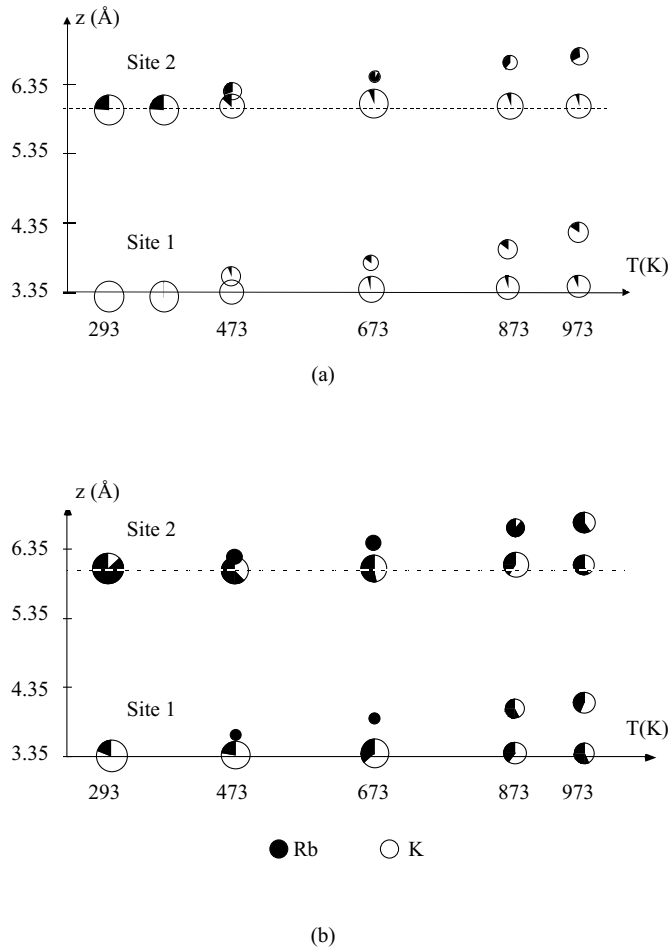 z (Å)
Site 2
6.35
5.35
4.35
Site 1
T(K)
3.35
293 473 673 873 973
(a)
z (Å)
Site 2
6.35
5.35
4.35
Site 1
T(K)
3.35
293 473 673 873 973
Rb K
(b)